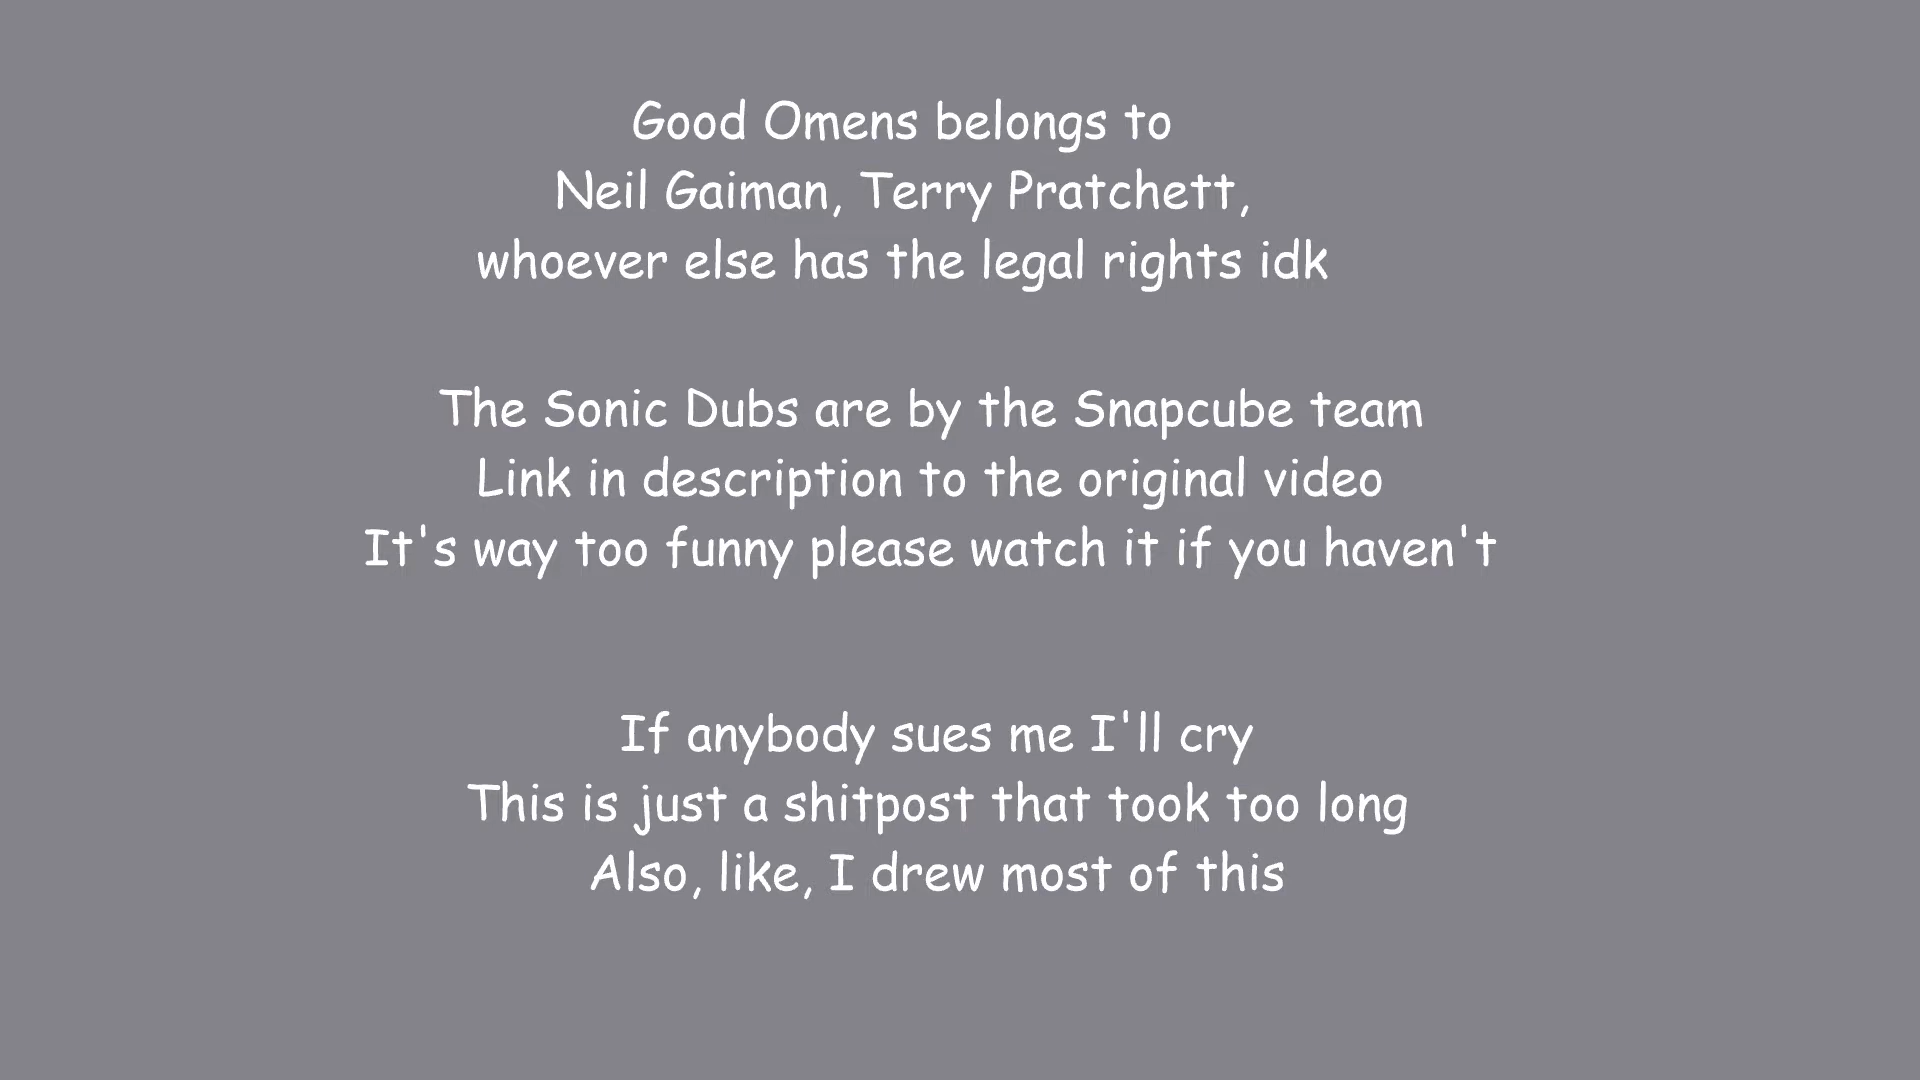 Good Omens belongs to
Neil Gaiman, Terry Pratchett,
whoever else has the legal rights idk
The Sonic Dubs are by the Snapcube team
Link in description to the original video
It's way too funny please watch it if you haven't
If anybody sues me I'll cry
This is just a shitpost that took too long
Also, like, I drew most of this